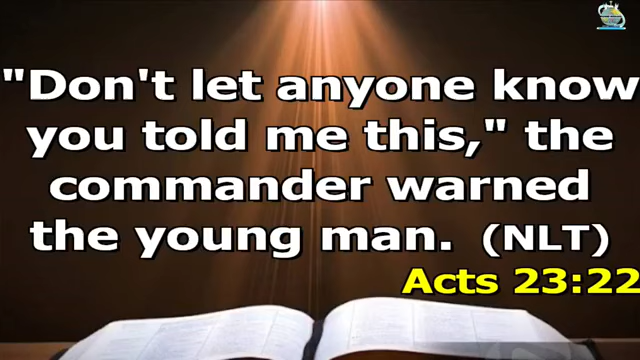 "Don't let anyone know
you told me this," the
commander warned
the young man. (NLT)
Acts 23:22